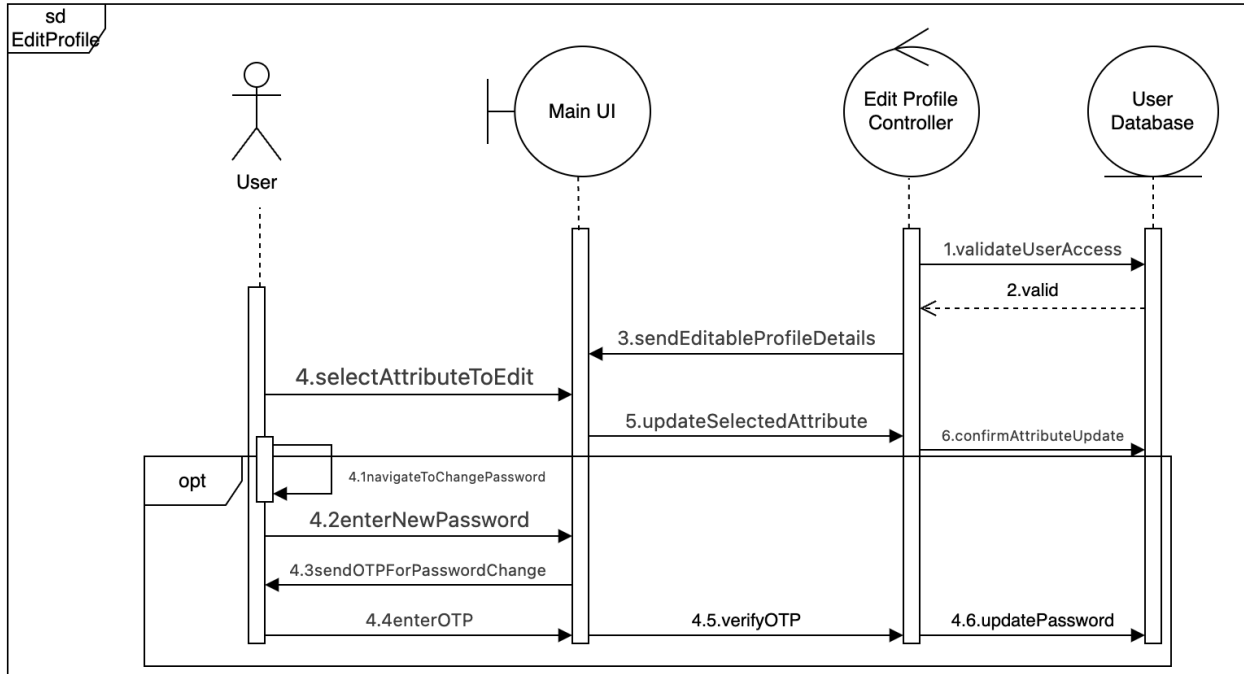 sd
EditProfile
User
Main UI
Edit Profile
Controller
User
Database
1.validateUserAccess
2.valid
3.sendEditableProfileDetails
4.selectAttributeToEdit
5.updateSelectedAttribute
6.confirmAttributeUpdate
opt
4.1navigateToChangePassword
4.2enterNewPassword
4.3sendOTPForPasswordChange
4.4enterOTP
4.5.verifyOTP
4.6.updatePassword